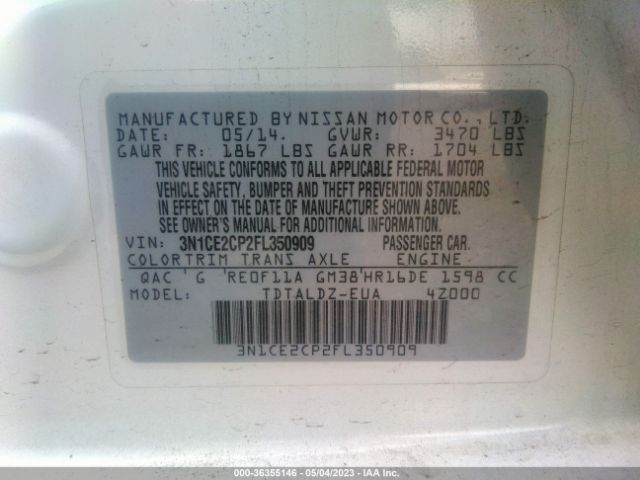 MANUFACTURED BY NISSAN MOTOR CO., LTD.
DATE: 05/14. GVWR: 3470 LBS
GAWR FR: 1867 LBS GAWR RR: 1704 LBS
THIS VEHICLE CONFORMS TO ALL APPLICABLE FEDERAL MOTOR
VEHICLE SAFETY, BUMPER AND THEFT PREVENTION STANDARDS
IN EFFECT ON THE DATE OF MANUFACTURE SHOWN ABOVE.
SEE OWNER'S MANUAL FOR ADDITIONAL INFORMATION.
VIN: 3N1CE2CP2FL350909 PASSENGER CAR.
COLOR TRIM TRANS AXLE ENGINE
QAC ' G 'RE0F11A GM38'HR16DE 1598 CC
MODEL: TDTALDZ-EUA 4Z000
3N1CE2CP2FL350909
000-36355146 - 05/04/2023 - IAA Inc.